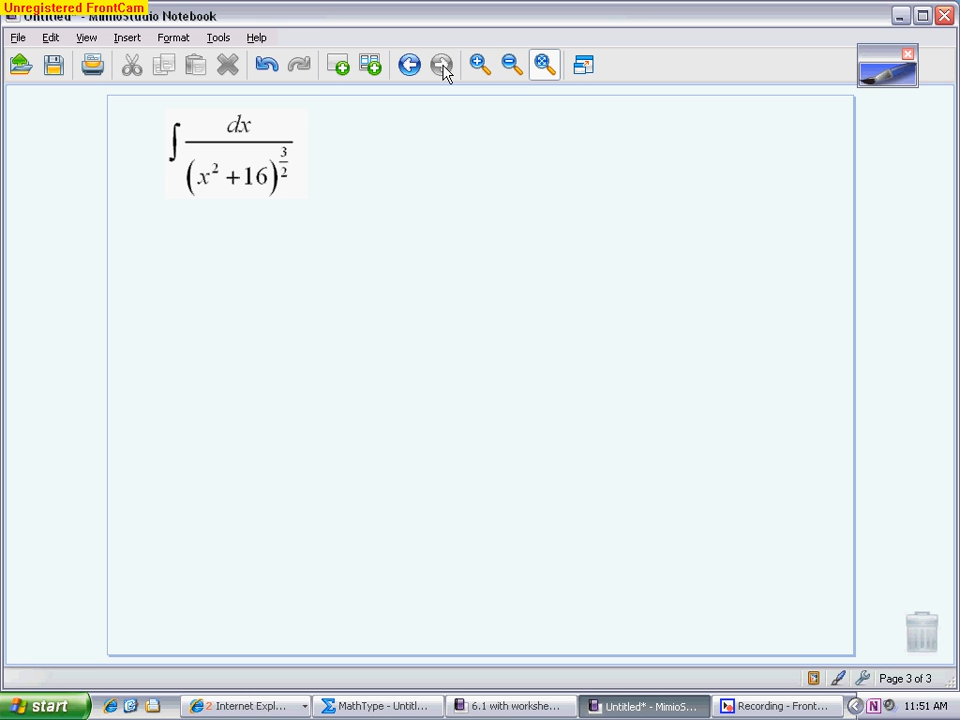 Unregistered FrontCam
Untitled* - MimioStudio Notebook
File Edit View Insert Format Tools Help
∫ dx / (x² + 16)^(3/2)
Page 3 of 3
start
2 Internet Expl...
MathType - Untitl...
6.1 with workshe...
Untitled* - MimioS...
Recording - Front...
11:51 AM